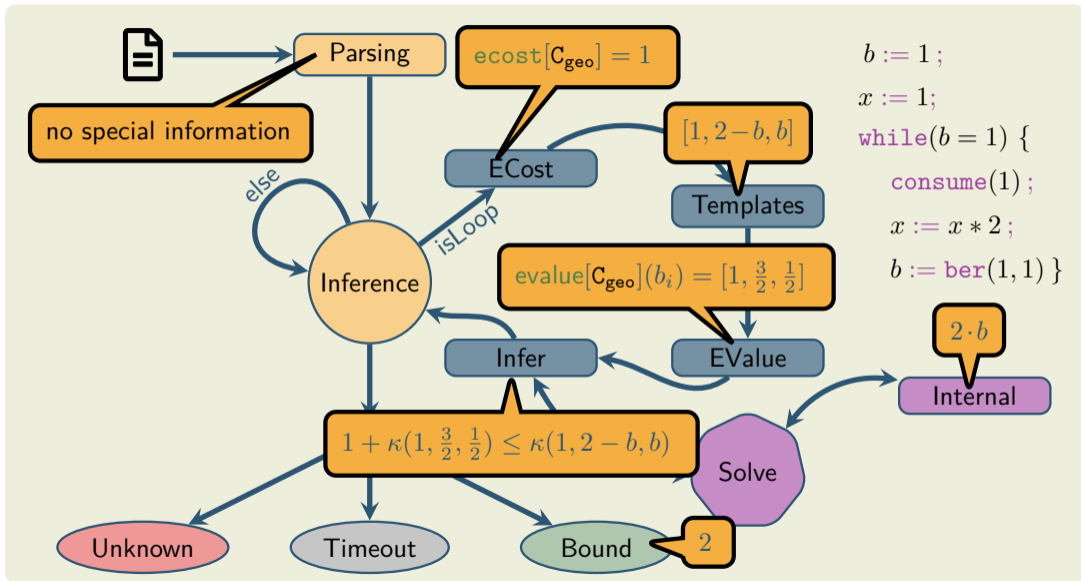 Parsing
no special information
ecost[C_geo] = 1
[1, 2−b, b]
ECost
Templates
else
isLoop
Inference
evalue[C_geo](b_i) = [1, 3/2, 1/2]
Infer
EValue
1 + κ(1, 3/2, 1/2) ≤ κ(1, 2 − b, b)
Solve
2·b
Internal
Unknown
Timeout
Bound
2
b := 1 ;
x := 1;
while(b = 1) {
consume(1) ;
x := x ∗ 2 ;
b := ber(1, 1) }